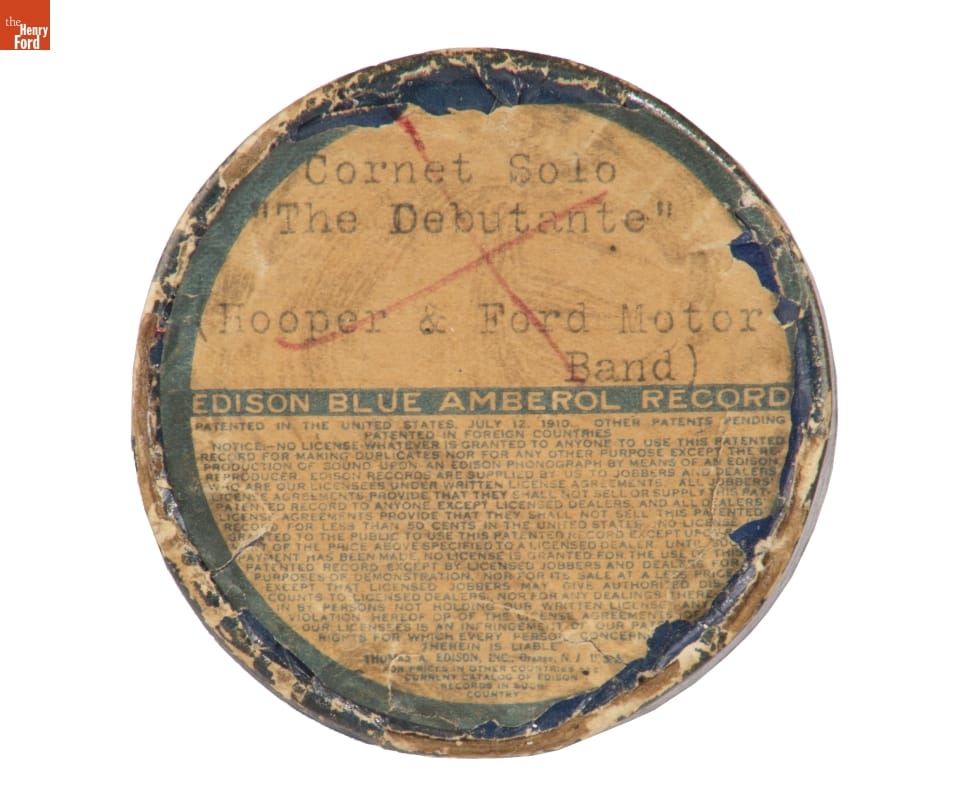 the
Henry
Ford
Cornet Solo
"The Debutante"
(Hooper & Ford Motor
Band)
EDISON BLUE AMBEROL RECORD
PATENTED IN THE UNITED STATES, JULY 12, 1910. OTHER PATENTS PENDING
PATENTED IN FOREIGN COUNTRIES
NOTICE—NO LICENSE WHATEVER IS GRANTED TO ANYONE TO USE THIS PATENTED
RECORD FOR MAKING DUPLICATES NOR FOR ANY OTHER PURPOSE EXCEPT THE RE-
PRODUCTION OF SOUND UPON AN EDISON PHONOGRAPH BY MEANS OF AN EDISON
REPRODUCER. EDISON RECORDS ARE SUPPLIED BY US TO JOBBERS AND DEALERS
WHO ARE OUR LICENSEES UNDER WRITTEN LICENSE AGREEMENTS. ALL JOBBERS'
LICENSE AGREEMENTS PROVIDE THAT THEY SHALL NOT SELL OR SUPPLY THIS PAT-
PATENTED RECORD TO ANYONE EXCEPT LICENSED DEALERS, AND ALL DEALERS'
LICENSE AGREEMENTS PROVIDE THAT THEY SHALL NOT SELL THIS PATENTED
RECORD FOR LESS THAN 50 CENTS IN THE UNITED STATES. NO LICENSE
GRANTED TO THE PUBLIC TO USE THIS PATENTED RECORD EXCEPT
OF THE PRICE ABOVE SPECIFIED TO A LICENSED DEALER.
PAYMENT HAS BEEN MADE, NO LICENSE IS GRANTED FOR THE USE OF THIS
PATENTED RECORD EXCEPT BY LICENSED JOBBERS AND DEALERS FOR
PURPOSES OF DEMONSTRATION, NOR FOR ITS SALE AT A LESS PRICE
EXCEPT THAT LICENSED JOBBERS MAY GIVE AUTHORIZED DIS-
COUNTS TO LICENSED DEALERS, NOR FOR ANY DEALINGS
IN BY PERSONS NOT HOLDING OUR WRITTEN LICENSE. ANY
VIOLATION HEREOF OR OF THE LICENSE AGREEMENT
OUR LICENSEES IS AN INFRINGEMENT OF OUR
RIGHTS FOR WHICH EVERY PERSON
THEREIN IS LIABLE
THOMAS A. EDISON, INC., Orange, N. J. U. S. A.
FOR PRICES IN OTHER COUNTRIES SEE
CURRENT CATALOG OF EDISON
RECORDS IN SUCH
COUNTRY